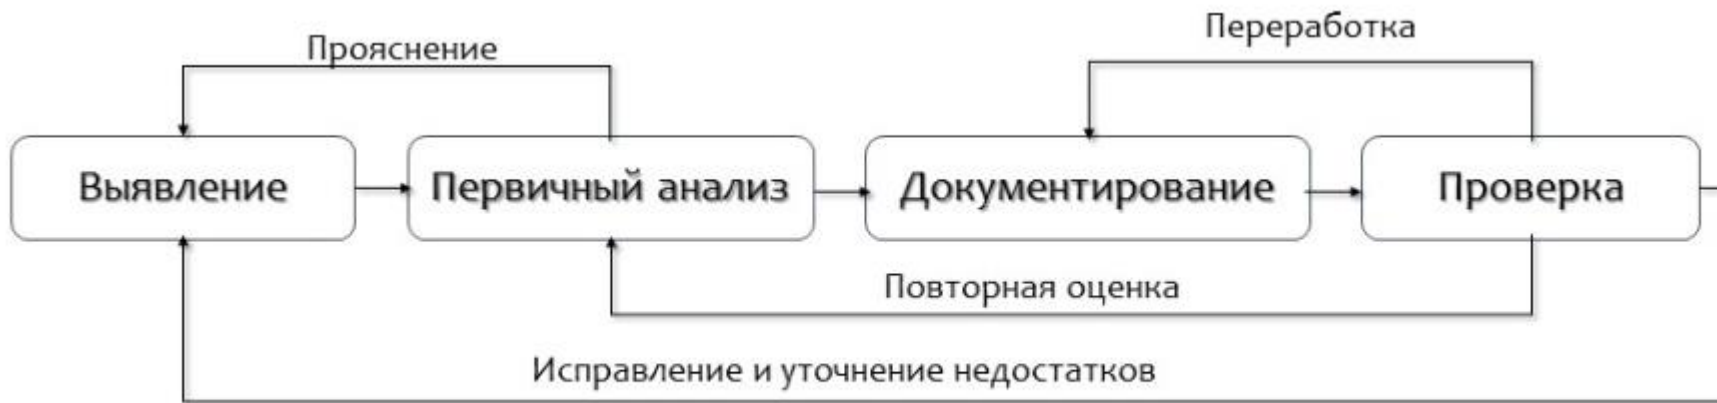 Переработка
Прояснение
Выявление
Первичный анализ
Документирование
Проверка
Повторная оценка
Исправление и уточнение недостатков